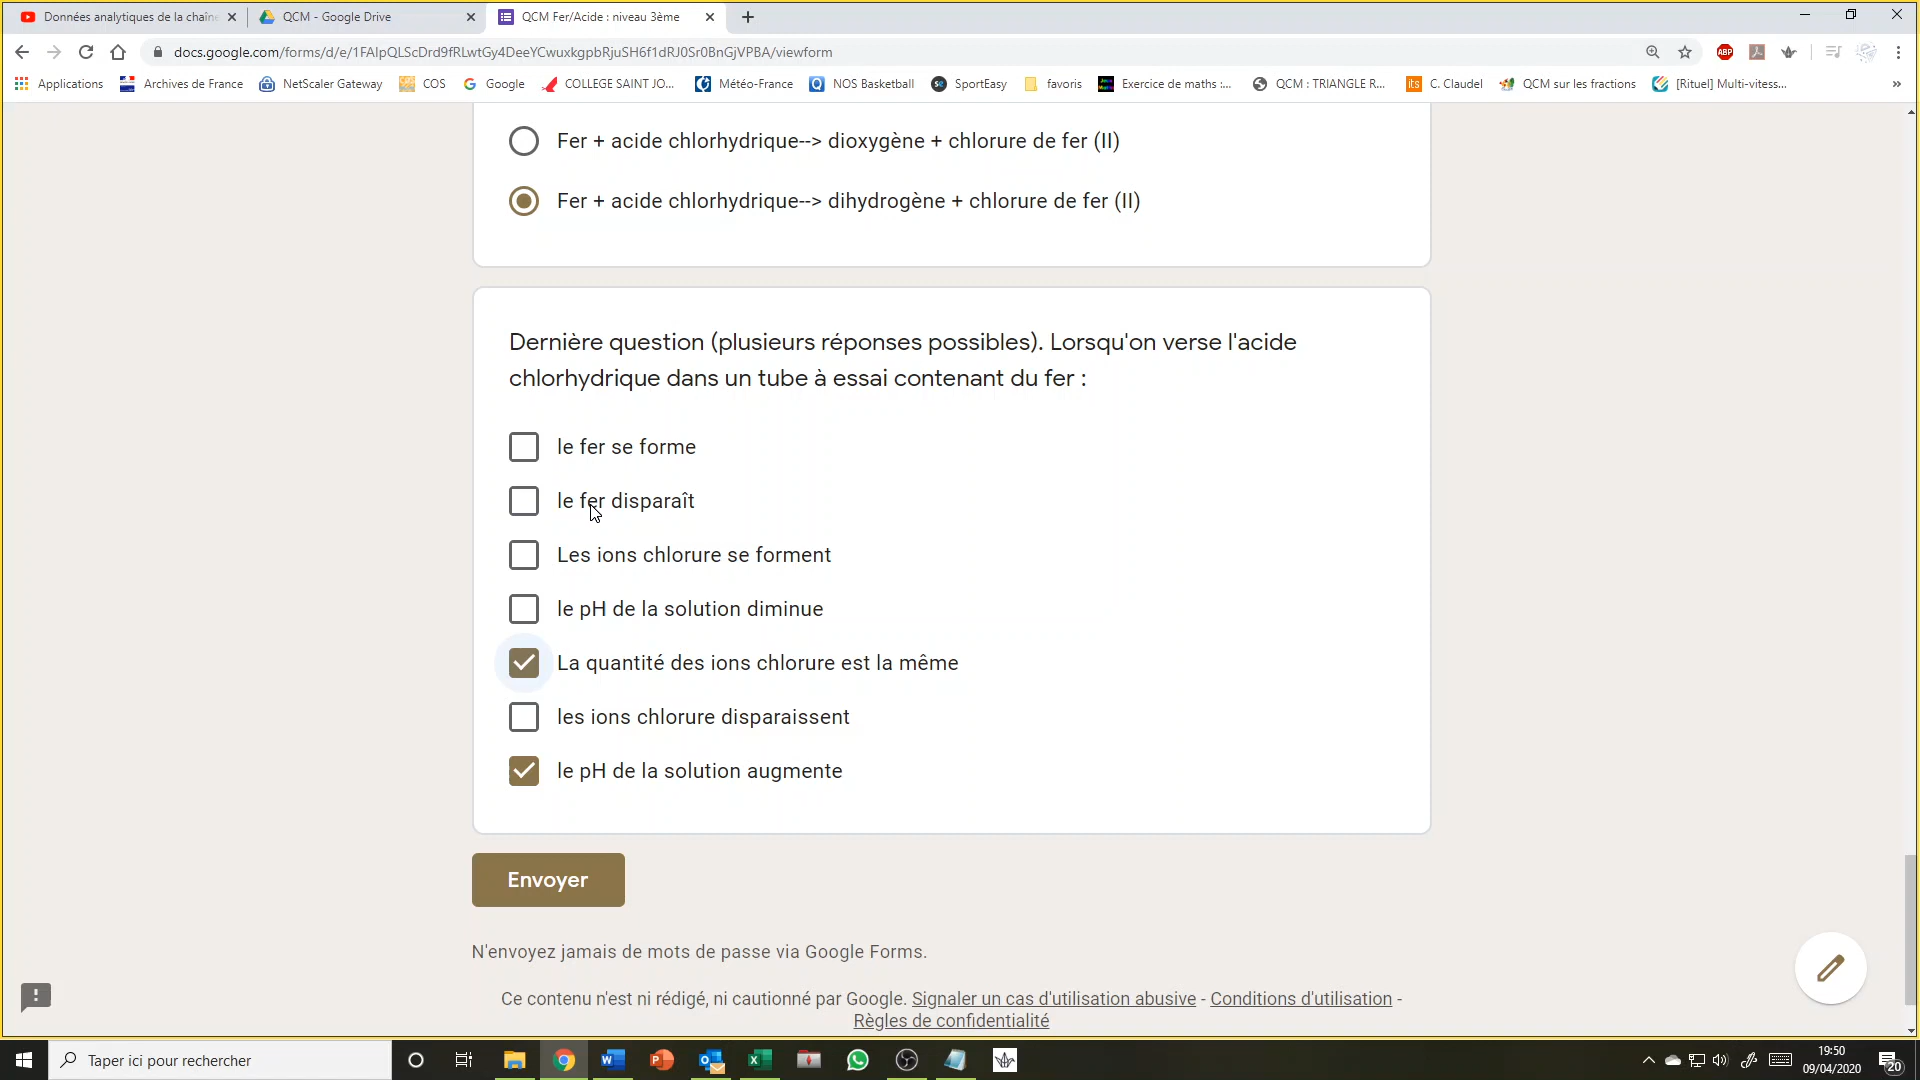 Données analytiques de la chaîn
QCM - Google Drive
QCM Fer/Acide : niveau 3ème
docs.google.com/forms/d/e/1FAIpQLScDrd9fRLwtGy4DeeYCwuxkgpbRjuSH6f1dRJ0Sr0BnGjVPBA/viewform
ABP
Applications
Archives de France
NetScaler Gateway
COS
Google
COLLEGE SAINT JO...
Météo-France
NOS Basketball
SportEasy
favoris
Exercice de maths :...
QCM : TRIANGLE R...
its
C. Claudel
QCM sur les fractions
[Rituel] Multi-vitess...
»
Fer + acide chlorhydrique--> dioxygène + chlorure de fer (II)
Fer + acide chlorhydrique--> dihydrogène + chlorure de fer (II)
Dernière question (plusieurs réponses possibles). Lorsqu'on verse l'acide
chlorhydrique dans un tube à essai contenant du fer :
le fer se forme
le fer disparaît
Les ions chlorure se forment
le pH de la solution diminue
La quantité des ions chlorure est la même
les ions chlorure disparaissent
le pH de la solution augmente
Envoyer
N'envoyez jamais de mots de passe via Google Forms.
Ce contenu n'est ni rédigé, ni cautionné par Google. Signaler un cas d'utilisation abusive - Conditions d'utilisation -
Règles de confidentialité
Taper ici pour rechercher
19:50
09/04/2020
20